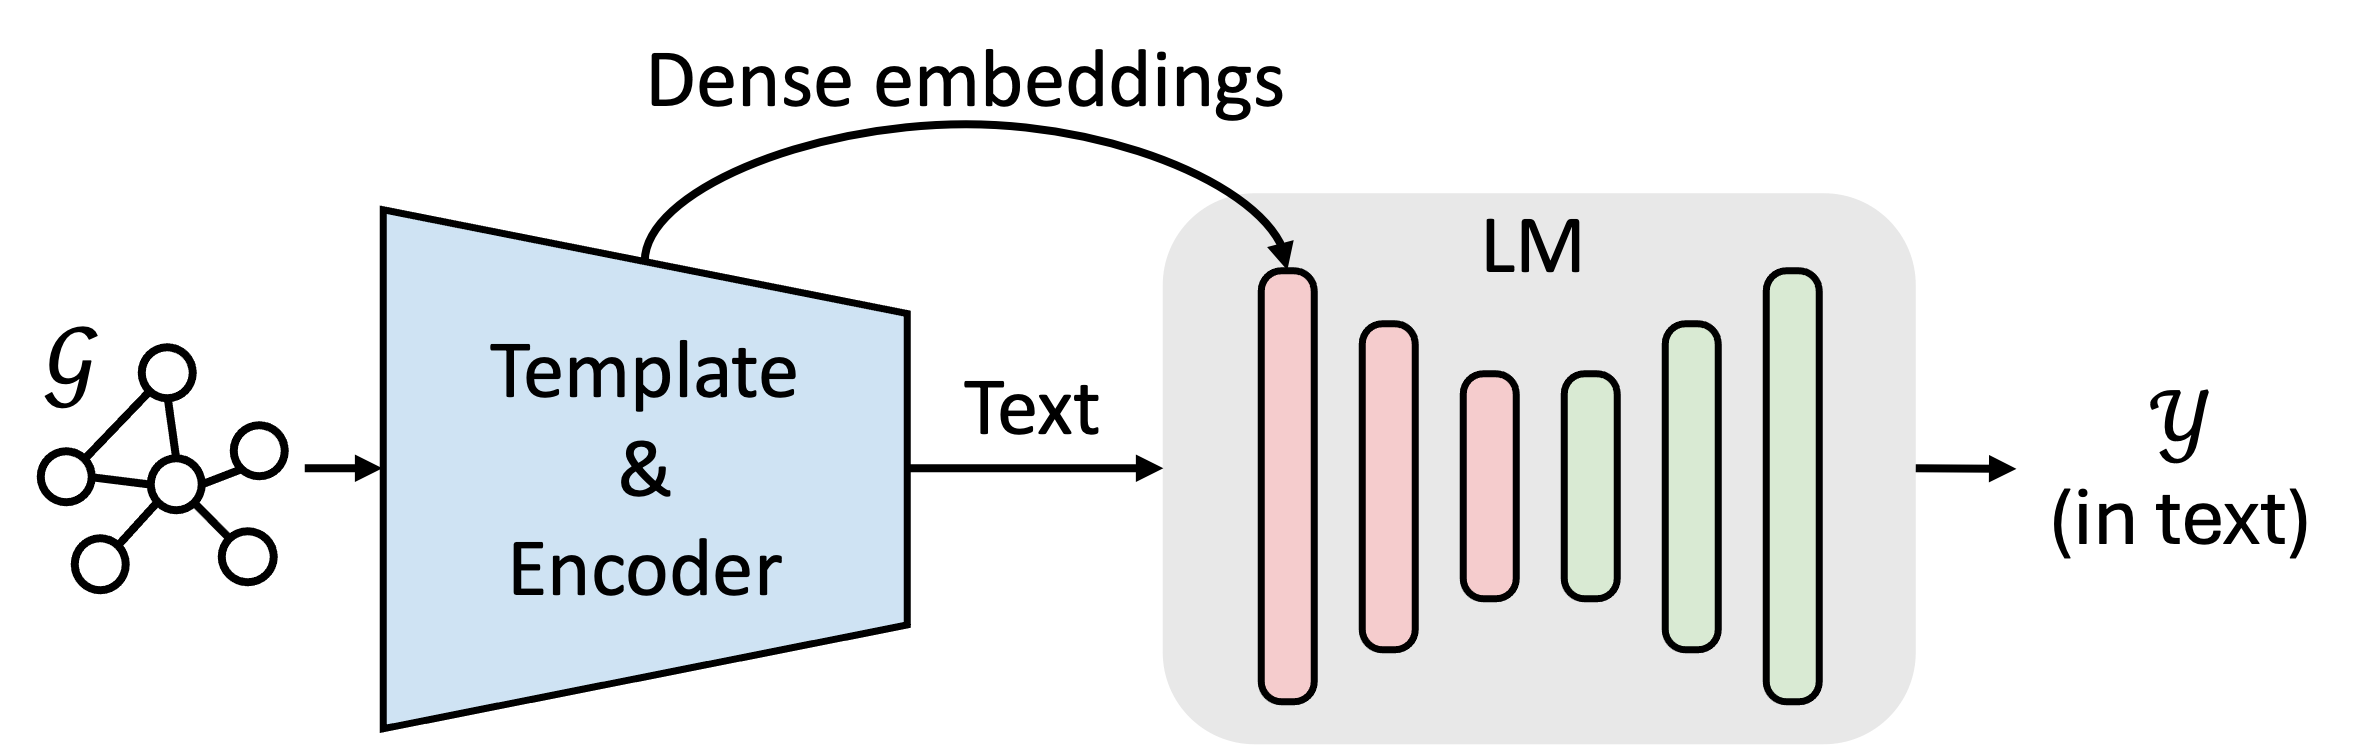 Dense embeddings
LM
𝒢
Template
&
Encoder
Text
𝒴
(in text)